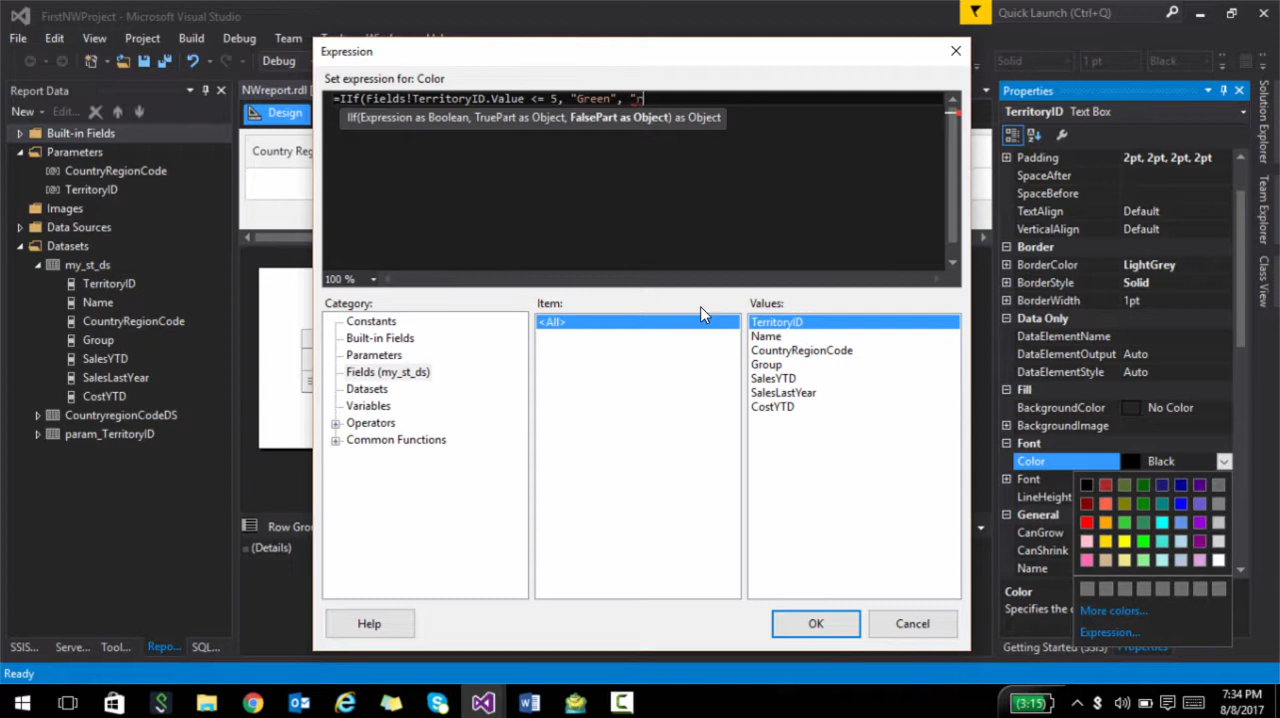 FirstNWProject - Microsoft Visual Studio
Quick Launch (Ctrl+Q)
File Edit View Project Build Debug Team
Debug
Solid 1 pt Black
Report Data
New Edit...
Built-in Fields
Parameters
CountryRegionCode
TerritoryID
Images
Data Sources
Datasets
my_st_ds
TerritoryID
Name
CountryRegionCode
Group
SalesYTD
SalesLastYear
CostYTD
CountryregionCodeDS
param_TerritoryID
SSIS... Serve... Tool... Repo... SQL...
NWreport.rdl
Design
Country Reg
Row Gro
(Details)
Expression
Set expression for: Color
=IIf(Fields!TerritoryID.Value <= 5, "Green", "r
IIf(Expression as Boolean, TruePart as Object, FalsePart as Object) as Object
100 %
Category:
Constants
Built-in Fields
Parameters
Fields (my_st_ds)
Datasets
Variables
Operators
Common Functions
Item:
<All>
Values:
TerritoryID
Name
CountryRegionCode
Group
SalesYTD
SalesLastYear
CostYTD
Help
OK
Cancel
Properties
TerritoryID Text Box
Padding 2pt, 2pt, 2pt, 2pt
SpaceAfter
SpaceBefore
TextAlign Default
VerticalAlign Default
Border
BorderColor LightGrey
BorderStyle Solid
BorderWidth 1pt
Data Only
DataElementName
DataElementOutput Auto
DataElementStyle Auto
Fill
BackgroundColor No Color
BackgroundImage
Font
Color Black
Font
LineHeight
General
CanGrow
CanShrink
Name
More colors...
Expression...
Color
Specifies the
Getting Started (SSIS) Properties
Solution Explorer
Team Explorer
Class View
Ready
(3:15)
7:34 PM
8/8/2017